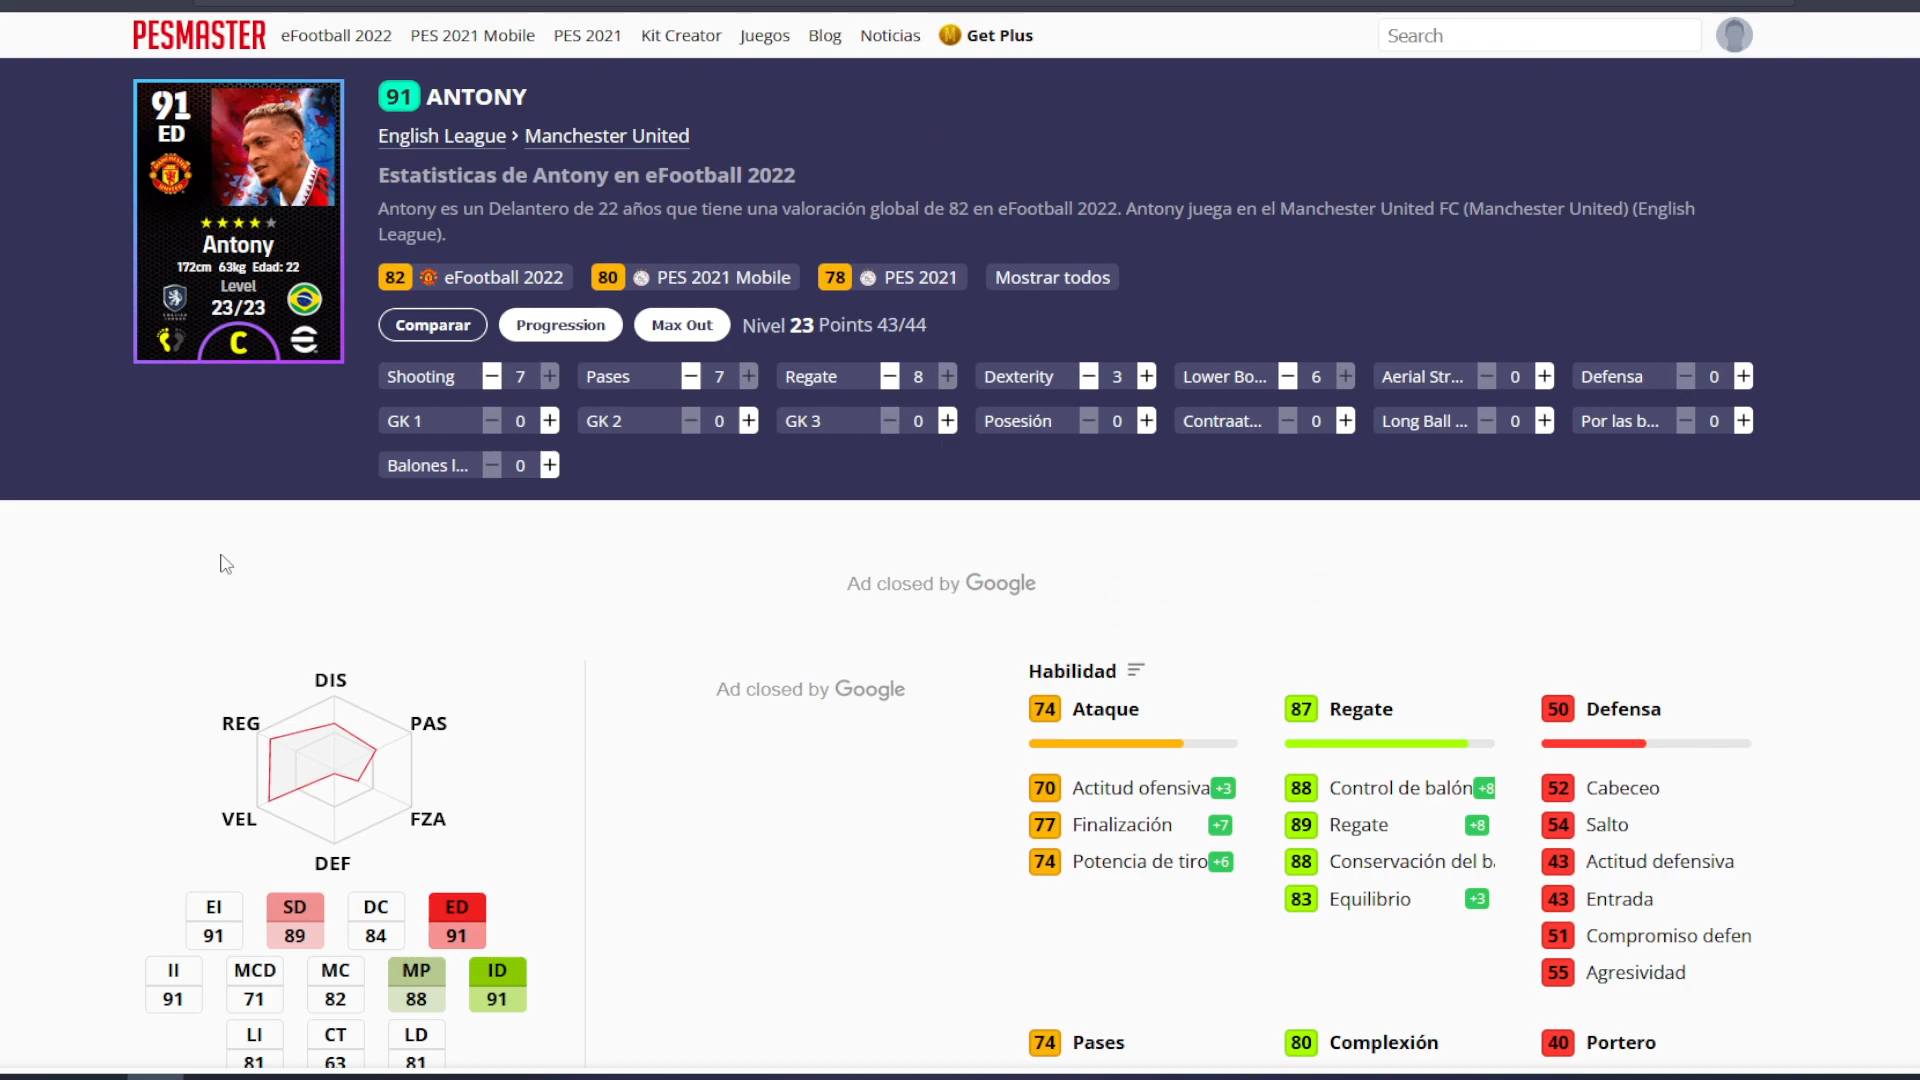 PESMASTER eFootball 2022 PES 2021 Mobile PES 2021 Kit Creator Juegos Blog Noticias Get Plus Search
91
ED
Antony
172cm 63kg Edad: 22
Level
23/23
C
91 ANTONY
English League › Manchester United
Estatisticas de Antony en eFootball 2022
Antony es un Delantero de 22 años que tiene una valoración global de 82 en eFootball 2022. Antony juega en el Manchester United FC (Manchester United) (English
League).
82 eFootball 2022 80 PES 2021 Mobile 78 PES 2021 Mostrar todos
Comparar Progression Max Out Nivel 23 Points 43/44
Shooting − 7 + Pases − 7 + Regate − 8 + Dexterity − 3 + Lower Bo... − 6 + Aerial Str... − 0 + Defensa − 0 +
GK 1 − 0 + GK 2 − 0 + GK 3 − 0 + Posesión − 0 + Contraat... − 0 + Long Ball ... − 0 + Por las b... − 0 +
Balones l... − 0 +
Ad closed by Google
Ad closed by Google
DIS
REG PAS
VEL FZA
DEF
EI SD DC ED
91 89 84 91
II MCD MC MP ID
91 71 82 88 91
LI CT LD
81 63 81
Habilidad
74 Ataque
70 Actitud ofensiva +3
77 Finalización +7
74 Potencia de tiro +6
87 Regate
88 Control de balón +8
89 Regate +8
88 Conservación del ba
83 Equilibrio +3
50 Defensa
52 Cabeceo
54 Salto
43 Actitud defensiva
43 Entrada
51 Compromiso defen
55 Agresividad
74 Pases
80 Complexión
40 Portero